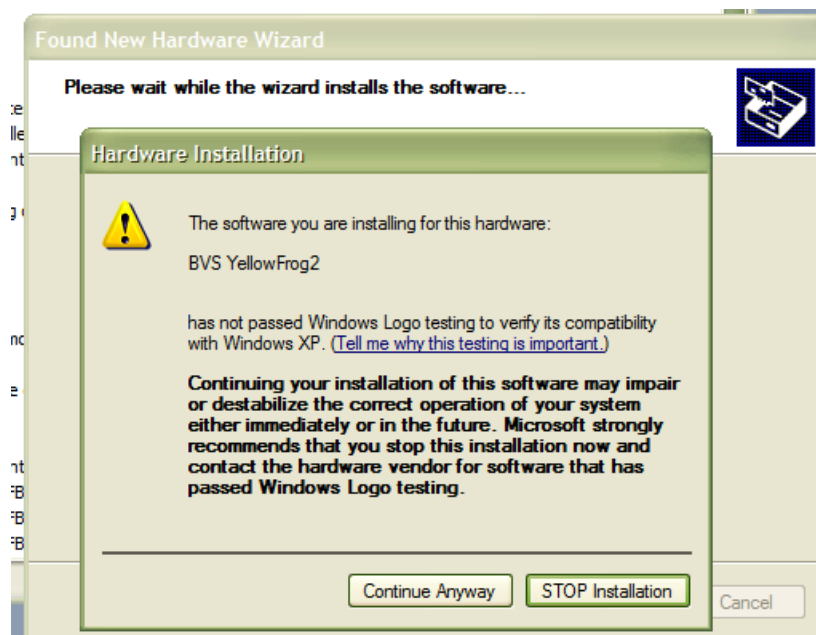 Found New Hardware Wizard
Please wait while the wizard installs the software...
Hardware Installation
The software you are installing for this hardware:
BVS YellowFrog2
has not passed Windows Logo testing to verify its compatibility
with Windows XP. (Tell me why this testing is important.)
Continuing your installation of this software may impair
or destabilize the correct operation of your system
either immediately or in the future. Microsoft strongly
recommends that you stop this installation now and
contact the hardware vendor for software that has
passed Windows Logo testing.
Continue Anyway
STOP Installation
Cancel